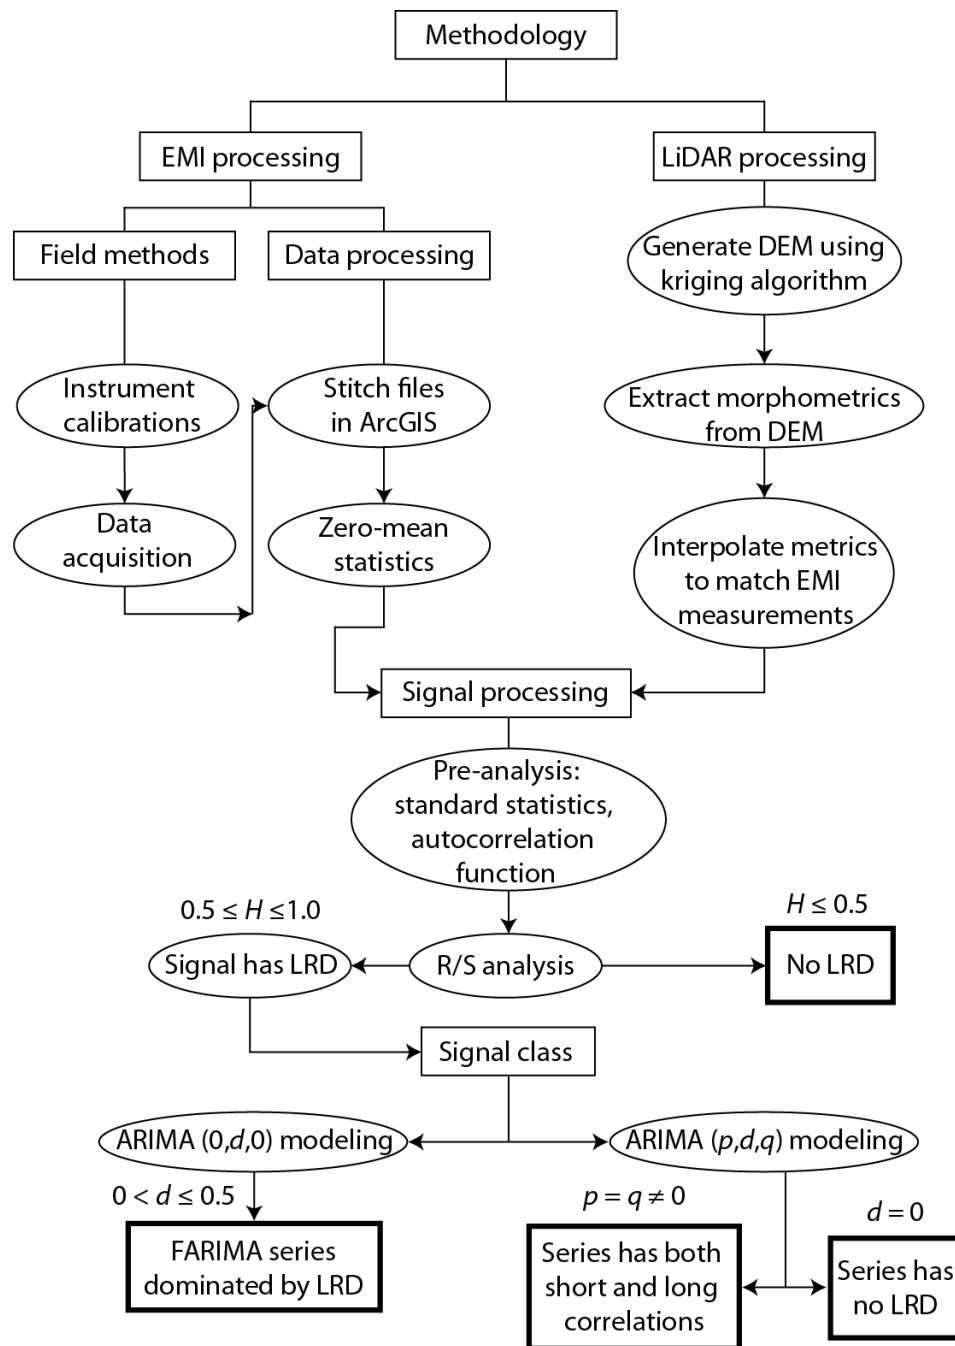 Methodology
EMI processing
LiDAR processing
Field methods
Data processing
Generate DEM using
kriging algorithm
Instrument
calibrations
Stitch files
in ArcGIS
Extract morphometrics
from DEM
Data
acquisition
Zero-mean
statistics
Interpolate metrics
to match EMI
measurements
Signal processing
Pre-analysis:
standard statistics,
autocorrelation
function
0.5 ≤ H ≤1.0
H ≤ 0.5
Signal has LRD
R/S analysis
No LRD
Signal class
ARIMA (0,d,0) modeling
ARIMA (p,d,q) modeling
0 < d ≤ 0.5
p = q ≠ 0
d = 0
FARIMA series
dominated by LRD
Series has both
short and long
correlations
Series has
no LRD